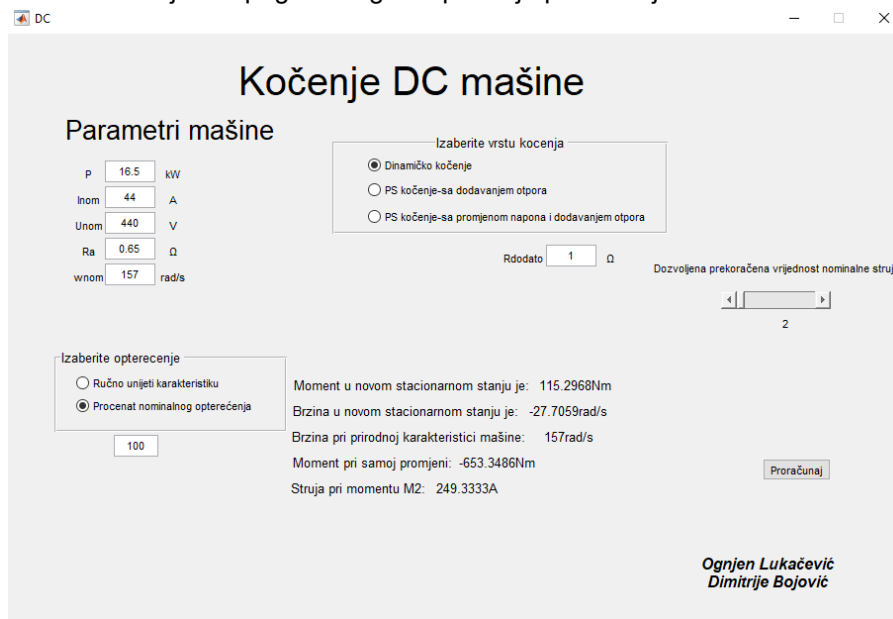 DC
Kočenje DC mašine
Parametri mašine
P 16.5 kW
Inom 44 A
Unom 440 V
Ra 0.65 Ω
wnom 157 rad/s
Izaberite vrstu kocenja
Dinamičko kočenje
PS kočenje-sa dodavanjem otpora
PS kočenje-sa promjenom napona i dodavanjem otpora
Rdodato 1 Ω
Dozvoljena prekoračena vrijednost nominalne struj
2
Izaberite opterecenje
Ručno unijeti karakteristiku
Procenat nominalnog opterećenja
100
Moment u novom stacionarnom stanju je: 115.2968Nm
Brzina u novom stacionarnom stanju je: -27.7059rad/s
Brzina pri prirodnoj karakteristici mašine: 157rad/s
Moment pri samoj promjeni: -653.3486Nm
Struja pri momentu M2: 249.3333A
Proračunaj
Ognjen Lukačević
Dimitrije Bojović